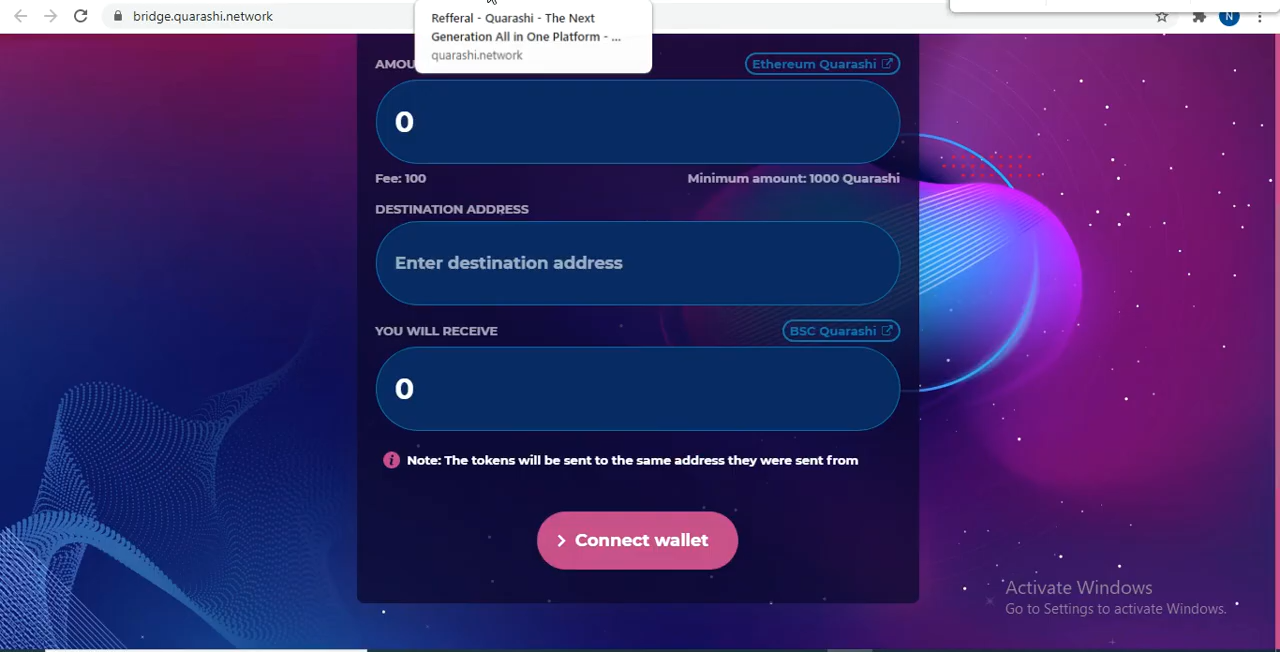 bridge.quarashi.network
N
Refferal - Quarashi - The Next
Generation All in One Platform - ...
quarashi.network
AMOU
Ethereum Quarashi
0
Fee: 100
Minimum amount: 1000 Quarashi
DESTINATION ADDRESS
Enter destination address
YOU WILL RECEIVE
BSC Quarashi
0
i Note: The tokens will be sent to the same address they were sent from
> Connect wallet
Activate Windows
Go to Settings to activate Windows.